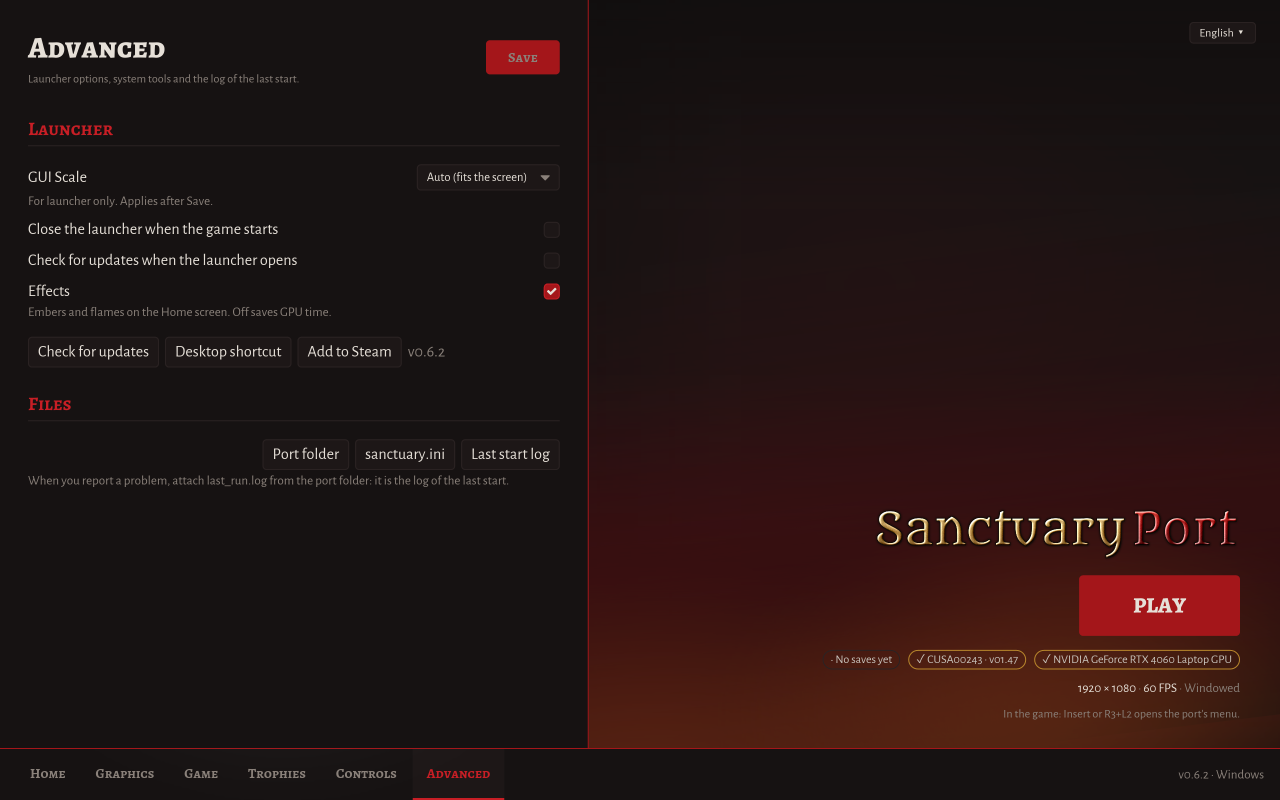 Advanced
Save
Launcher options, system tools and the log of the last start.
Launcher
GUI Scale
Auto (fits the screen)
For launcher only. Applies after Save.
Close the launcher when the game starts
Check for updates when the launcher opens
Effects
Embers and flames on the Home screen. Off saves GPU time.
Check for updates
Desktop shortcut
Add to Steam
v0.6.2
Files
Port folder
sanctuary.ini
Last start log
When you report a problem, attach last_run.log from the port folder: it is the log of the last start.
English
Sanctuary Port
PLAY
· No saves yet
✓ CUSA00243 · v01.47
✓ NVIDIA GeForce RTX 4060 Laptop GPU
1920 × 1080 · 60 FPS · Windowed
In the game: Insert or R3+L2 opens the port's menu.
Home
Graphics
Game
Trophies
Controls
Advanced
v0.6.2 · Windows